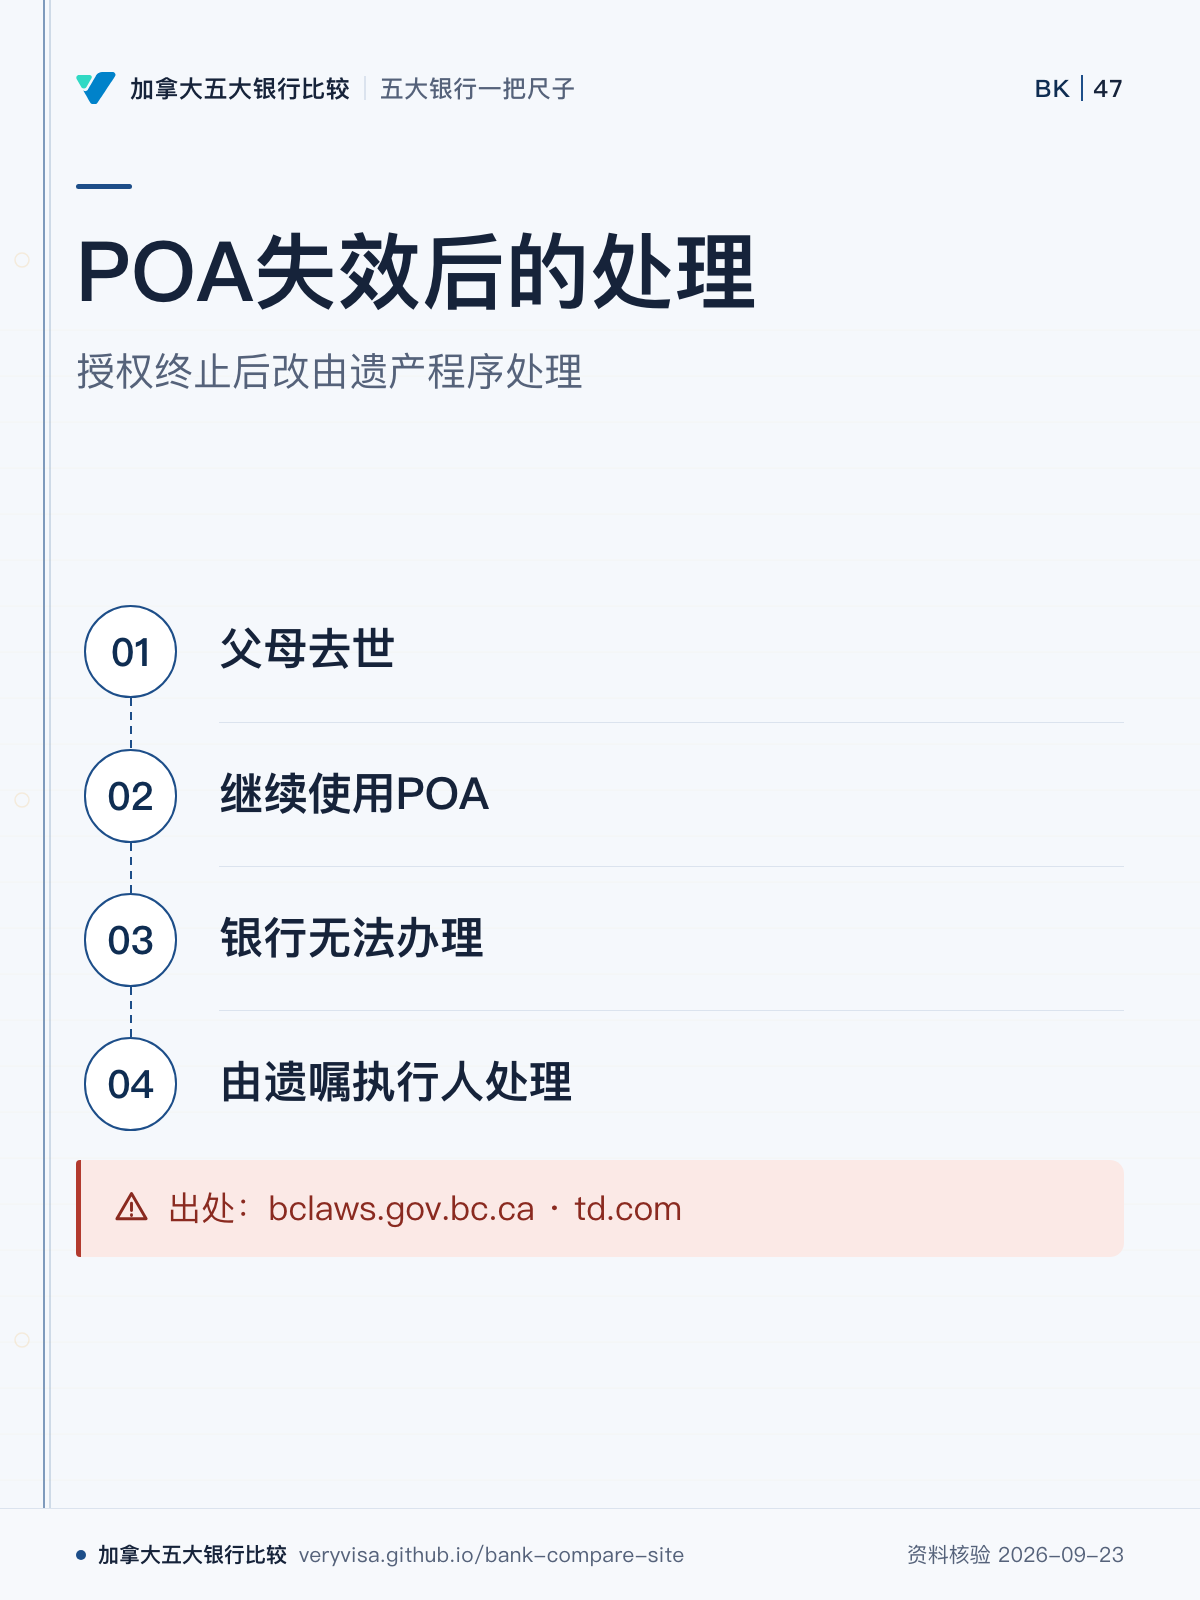 加拿大五大银行比较 五大银行一把尺子 BK 47
POA失效后的处理
授权终止后改由遗产程序处理
01 父母去世
02 继续使用POA
03 银行无法办理
04 由遗嘱执行人处理
出处：bclaws.gov.bc.ca · td.com
加拿大五大银行比较 veryvisa.github.io/bank-compare-site 资料核验 2026-09-23